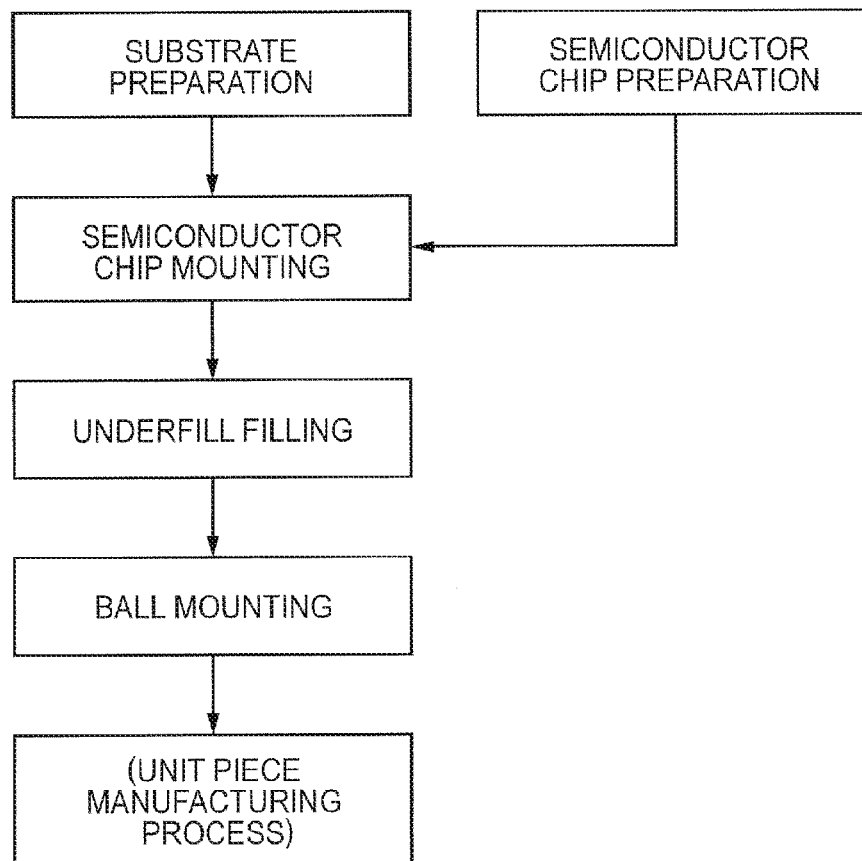 SUBSTRATE
PREPARATION
SEMICONDUCTOR
CHIP PREPARATION
SEMICONDUCTOR
CHIP MOUNTING
UNDERFILL FILLING
BALL MOUNTING
(UNIT PIECE
MANUFACTURING
PROCESS)